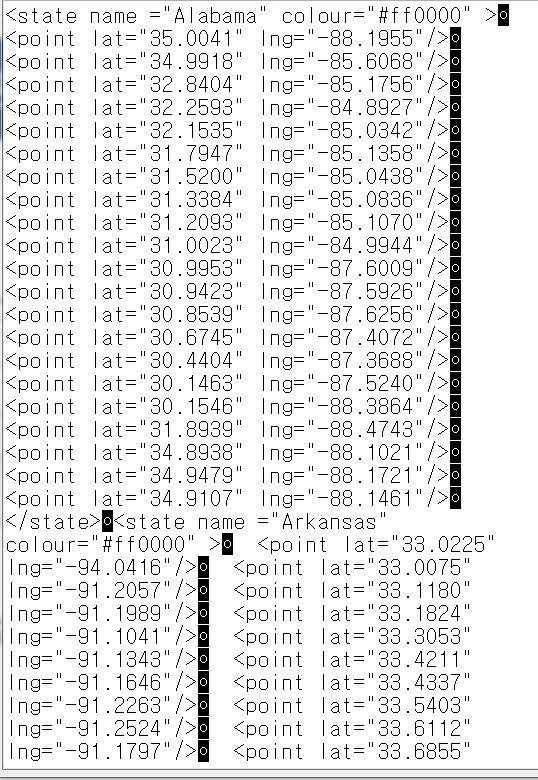 <state name ="Alabama" colour="#ff0000" >
<point lat="35.0041" lng="-88.1955"/>
<point lat="34.9918" lng="-85.6068"/>
<point lat="32.8404" lng="-85.1756"/>
<point lat="32.2593" lng="-84.8927"/>
<point lat="32.1535" lng="-85.0342"/>
<point lat="31.7947" lng="-85.1358"/>
<point lat="31.5200" lng="-85.0438"/>
<point lat="31.3384" lng="-85.0836"/>
<point lat="31.2093" lng="-85.1070"/>
<point lat="31.0023" lng="-84.9944"/>
<point lat="30.9953" lng="-87.6009"/>
<point lat="30.9423" lng="-87.5926"/>
<point lat="30.8539" lng="-87.6256"/>
<point lat="30.6745" lng="-87.4072"/>
<point lat="30.4404" lng="-87.3688"/>
<point lat="30.1463" lng="-87.5240"/>
<point lat="30.1546" lng="-88.3864"/>
<point lat="31.8939" lng="-88.4743"/>
<point lat="34.8938" lng="-88.1021"/>
<point lat="34.9479" lng="-88.1721"/>
<point lat="34.9107" lng="-88.1461"/>
</state><state name ="Arkansas"
colour="#ff0000" > <point lat="33.0225"
lng="-94.0416"/> <point lat="33.0075"
lng="-91.2057"/> <point lat="33.1180"
lng="-91.1989"/> <point lat="33.1824"
lng="-91.1041"/> <point lat="33.3053"
lng="-91.1343"/> <point lat="33.4211"
lng="-91.1646"/> <point lat="33.4337"
lng="-91.2263"/> <point lat="33.5403"
lng="-91.2524"/> <point lat="33.6112"
lng="-91.1797"/> <point lat="33.6855"